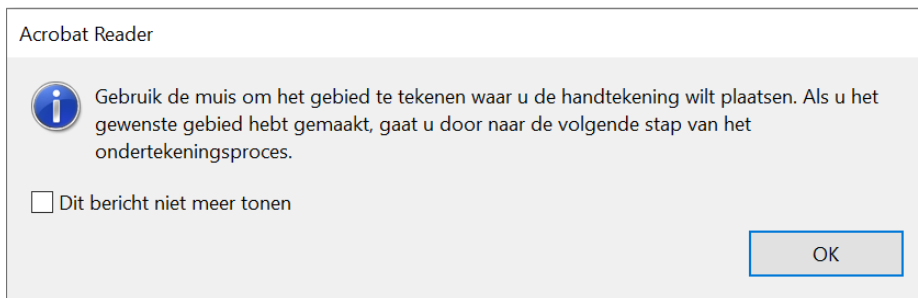 Acrobat Reader
Gebruik de muis om het gebied te tekenen waar u de handtekening wilt plaatsen. Als u het
gewenste gebied hebt gemaakt, gaat u door naar de volgende stap van het
ondertekeningsproces.
Dit bericht niet meer tonen
OK